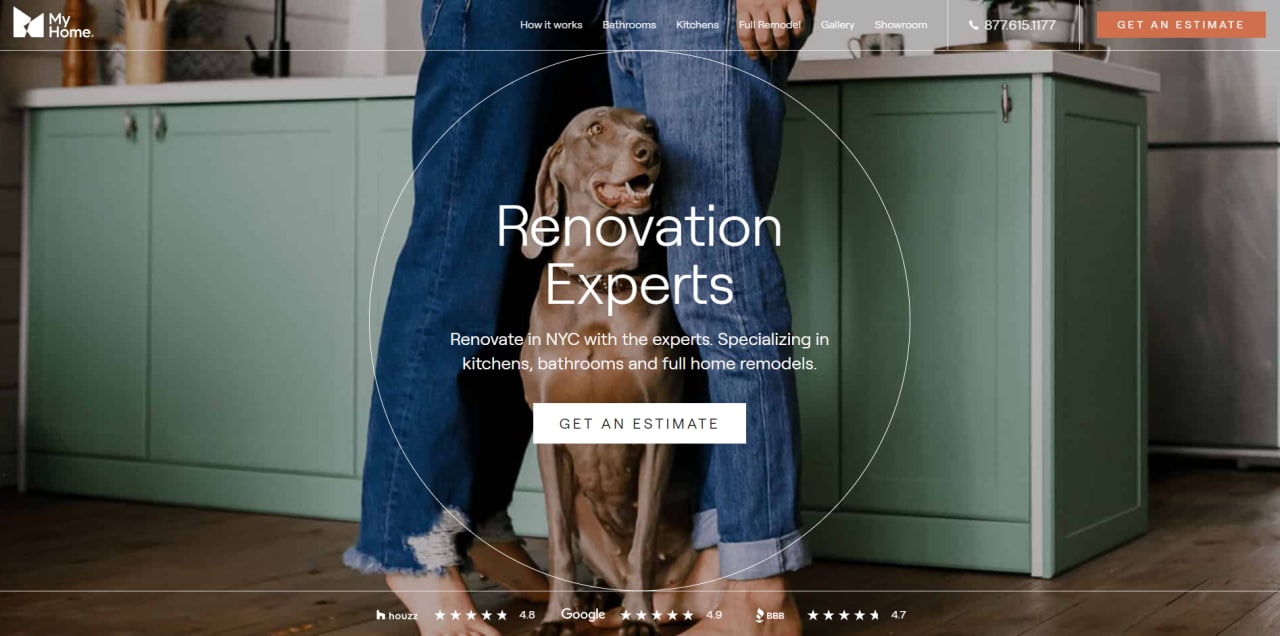 My
Home
How it works
Bathrooms
Kitchens
Full Remodel
Gallery
Showroom
877.615.1177
GET AN ESTIMATE
Renovation
Experts
Renovate in NYC with the experts. Specializing in
kitchens, bathrooms and full home remodels.
GET AN ESTIMATE
houzz 4.8
Google 4.9
BBB 4.7